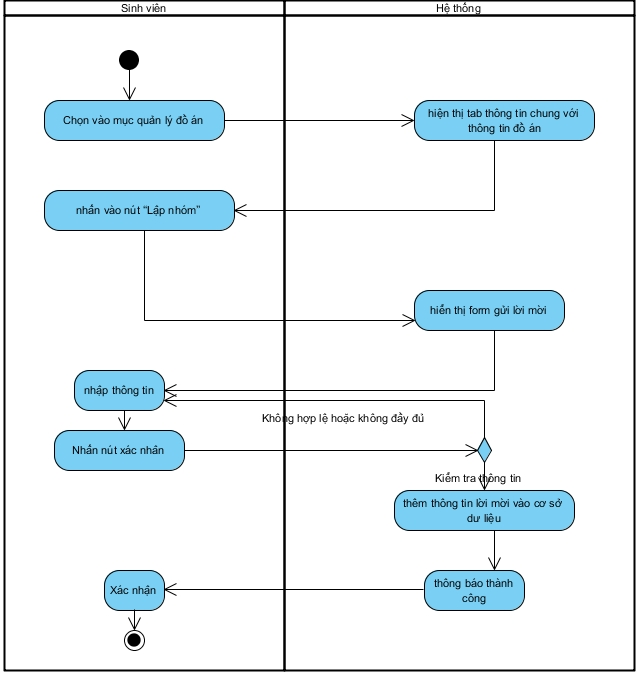 Sinh viên
Hệ thống
Chọn vào mục quản lý đồ án
hiện thị tab thông tin chung với
thông tin đồ án
nhấn vào nút “Lập nhóm”
hiển thị form gửi lời mời
nhập thông tin
Không hợp lệ hoặc không đầy đủ
Nhấn nút xác nhân
Kiểm tra thông tin
thêm thông tin lời mời vào cơ sở
dư liệu
Xác nhận
thông báo thành
công